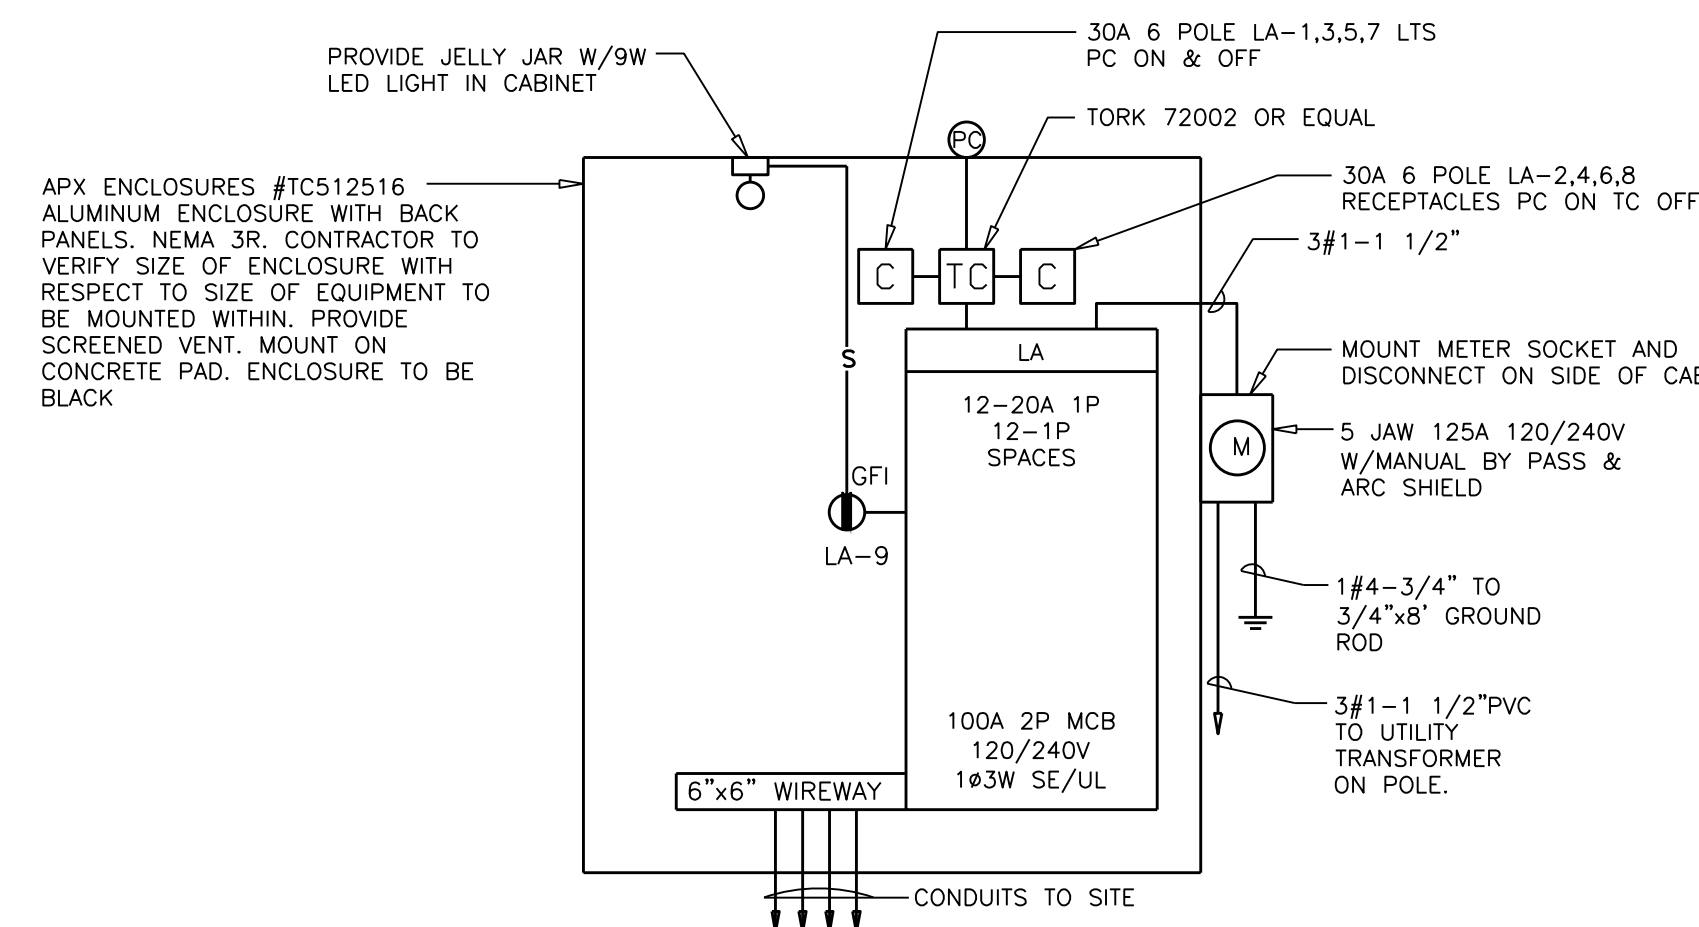 30A 6 POLE LA-1,3,5,7 LTS
PC ON & OFF
PROVIDE JELLY JAR W/9W
LED LIGHT IN CABINET
TORK 72002 OR EQUAL
PC
30A 6 POLE LA-2,4,6,8
RECEPTACLES PC ON TC OFF
APX ENCLOSURES #TC512516
ALUMINUM ENCLOSURE WITH BACK
PANELS. NEMA 3R. CONTRACTOR TO
VERIFY SIZE OF ENCLOSURE WITH
RESPECT TO SIZE OF EQUIPMENT TO
BE MOUNTED WITHIN. PROVIDE
SCREENED VENT. MOUNT ON
CONCRETE PAD. ENCLOSURE TO BE
BLACK
3#1-1 1/2"
C TC C
S
LA
MOUNT METER SOCKET AND
DISCONNECT ON SIDE OF
12-20A 1P
12-1P
SPACES
M
5 JAW 125A 120/240V
W/MANUAL BY PASS &
ARC SHIELD
GFI
LA-9
1#4-3/4" TO
3/4"x8' GROUND
ROD
3#1-1 1/2"PVC
TO UTILITY
TRANSFORMER
ON POLE.
100A 2P MCB
120/240V
1ø3W SE/UL
6"x6" WIREWAY
CONDUITS TO SITE